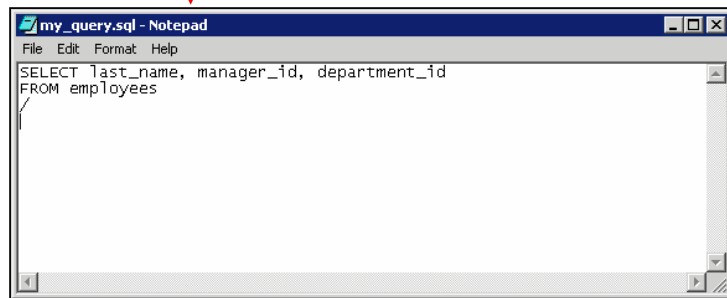 my_query.sql - Notepad
File Edit Format Help
SELECT last_name, manager_id, department_id
FROM employees
/